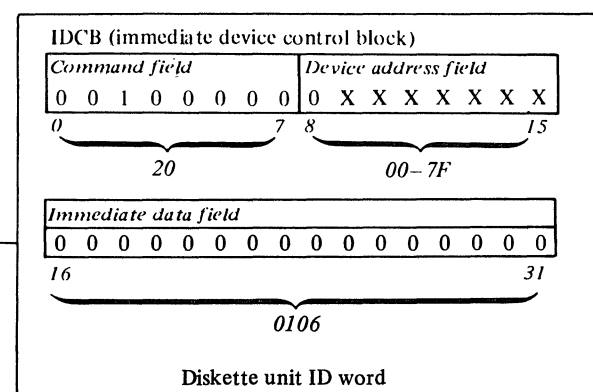 IDCB (immediate device control block)
Command field Device address field
0 0 1 0 0 0 0 0 0 X X X X X X X
0 7 8 15
20 00–7F
Immediate data field
0 0 0 0 0 0 0 0 0 0 0 0 0 0 0 0
16 31
0106
Diskette unit ID word